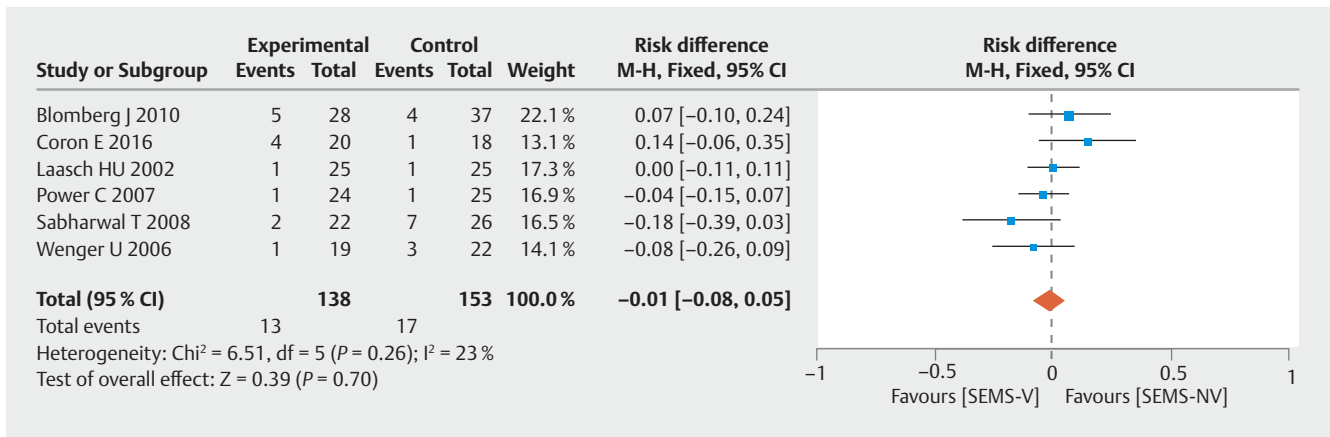 Experimental Control Risk difference Risk difference
Study or Subgroup Events Total Events Total Weight M-H, Fixed, 95% CI M-H, Fixed, 95% CI
Blomberg J 2010 5 28 4 37 22.1 % 0.07 [−0.10, 0.24]
Coron E 2016 4 20 1 18 13.1 % 0.14 [−0.06, 0.35]
Laasch HU 2002 1 25 1 25 17.3 % 0.00 [−0.11, 0.11]
Power C 2007 1 24 1 25 16.9 % −0.04 [−0.15, 0.07]
Sabharwal T 2008 2 22 7 26 16.5 % −0.18 [−0.39, 0.03]
Wenger U 2006 1 19 3 22 14.1 % −0.08 [−0.26, 0.09]
Total (95 % CI) 138 153 100.0 % −0.01 [−0.08, 0.05]
Total events 13 17
Heterogeneity: Chi² = 6.51, df = 5 (P = 0.26); I² = 23 %
Test of overall effect: Z = 0.39 (P = 0.70)
−1 −0.5 0 0.5 1
Favours [SEMS-V] Favours [SEMS-NV]